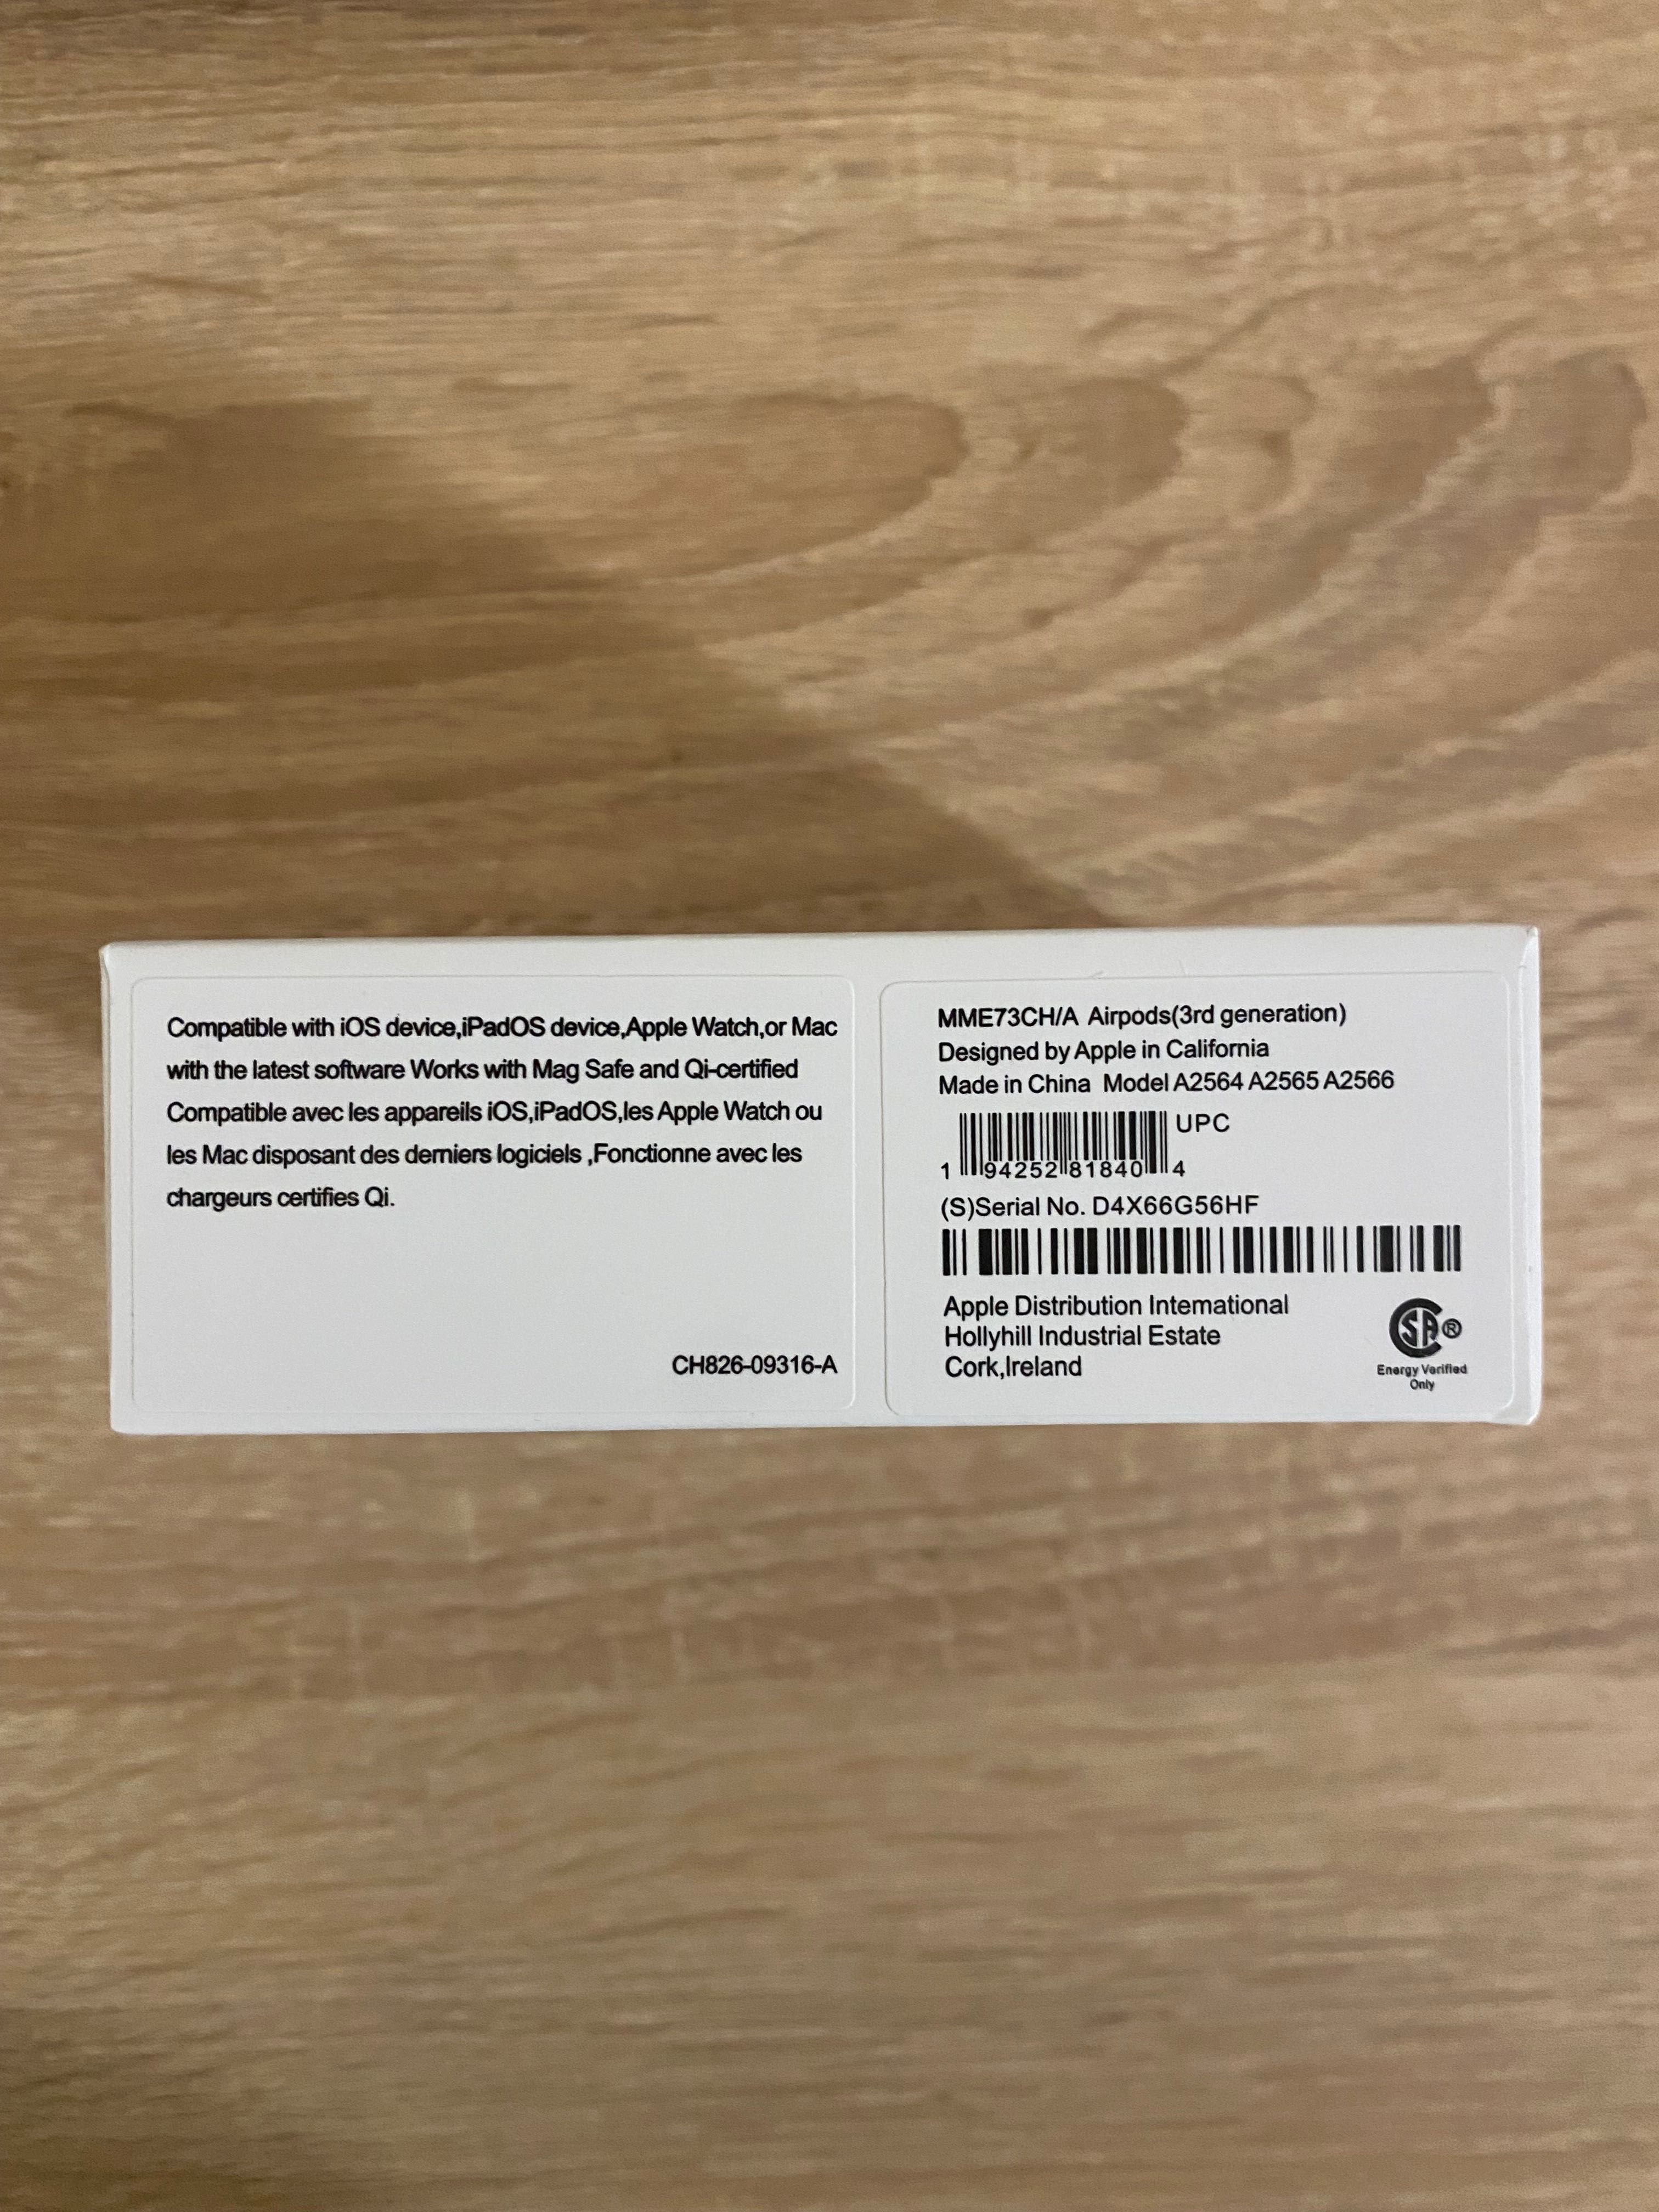 Compatible with iOS device,iPadOS device,Apple Watch,or Mac
with the latest software Works with Mag Safe and Qi-certified
Compatible avec les appareils iOS,iPadOS,les Apple Watch ou
les Mac disposant des derniers logiciels ,Fonctionne avec les
chargeurs certifies Qi.
CH826-09316-A
MME73CH/A Airpods(3rd generation)
Designed by Apple in California
Made in China Model A2564 A2565 A2566
UPC
1 94252 81840 4
(S)Serial No. D4X66G56HF
Apple Distribution International
Hollyhill Industrial Estate
Cork,Ireland
SA®
Energy Verified
Only